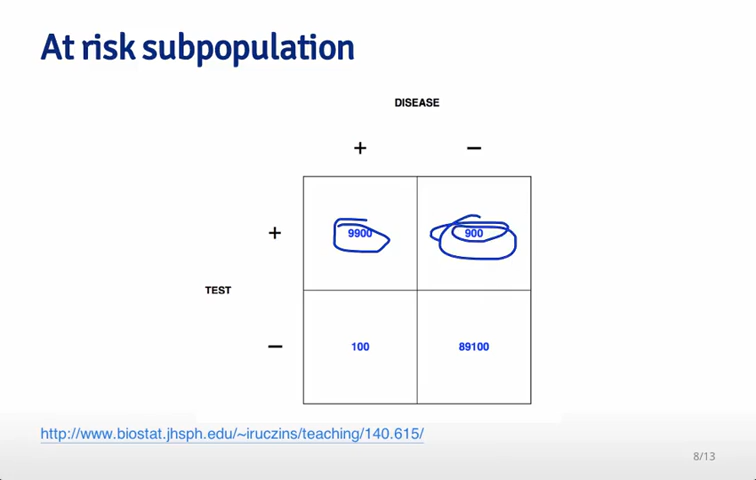 At risk subpopulation
DISEASE
+ −
+ 9900 900
TEST
− 100 89100
http://www.biostat.jhsph.edu/~iruczins/teaching/140.615/
8/13